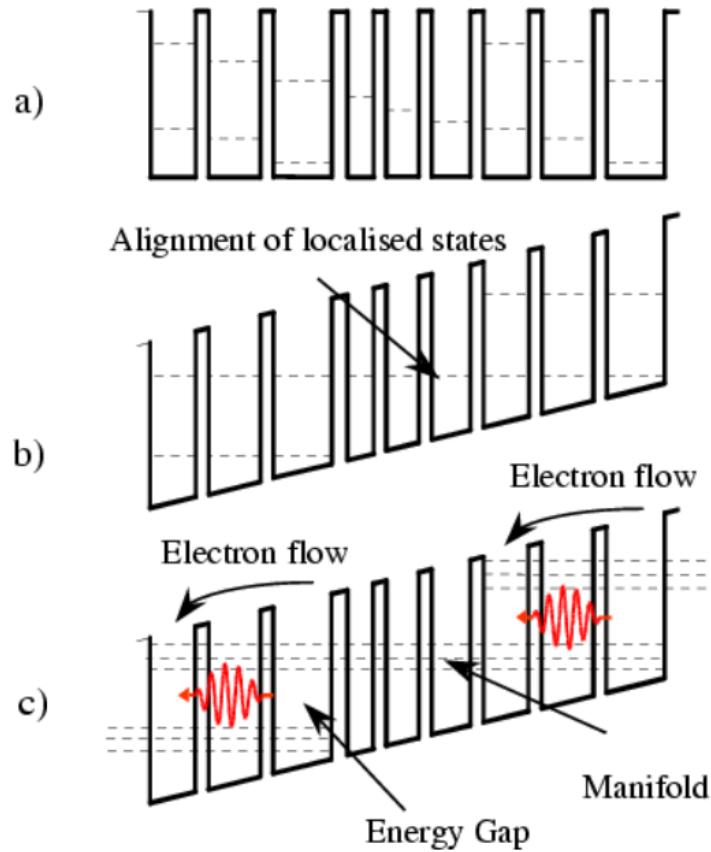 a)
Alignment of localised states
b)
Electron flow
Electron flow
c)
Manifold
Energy Gap